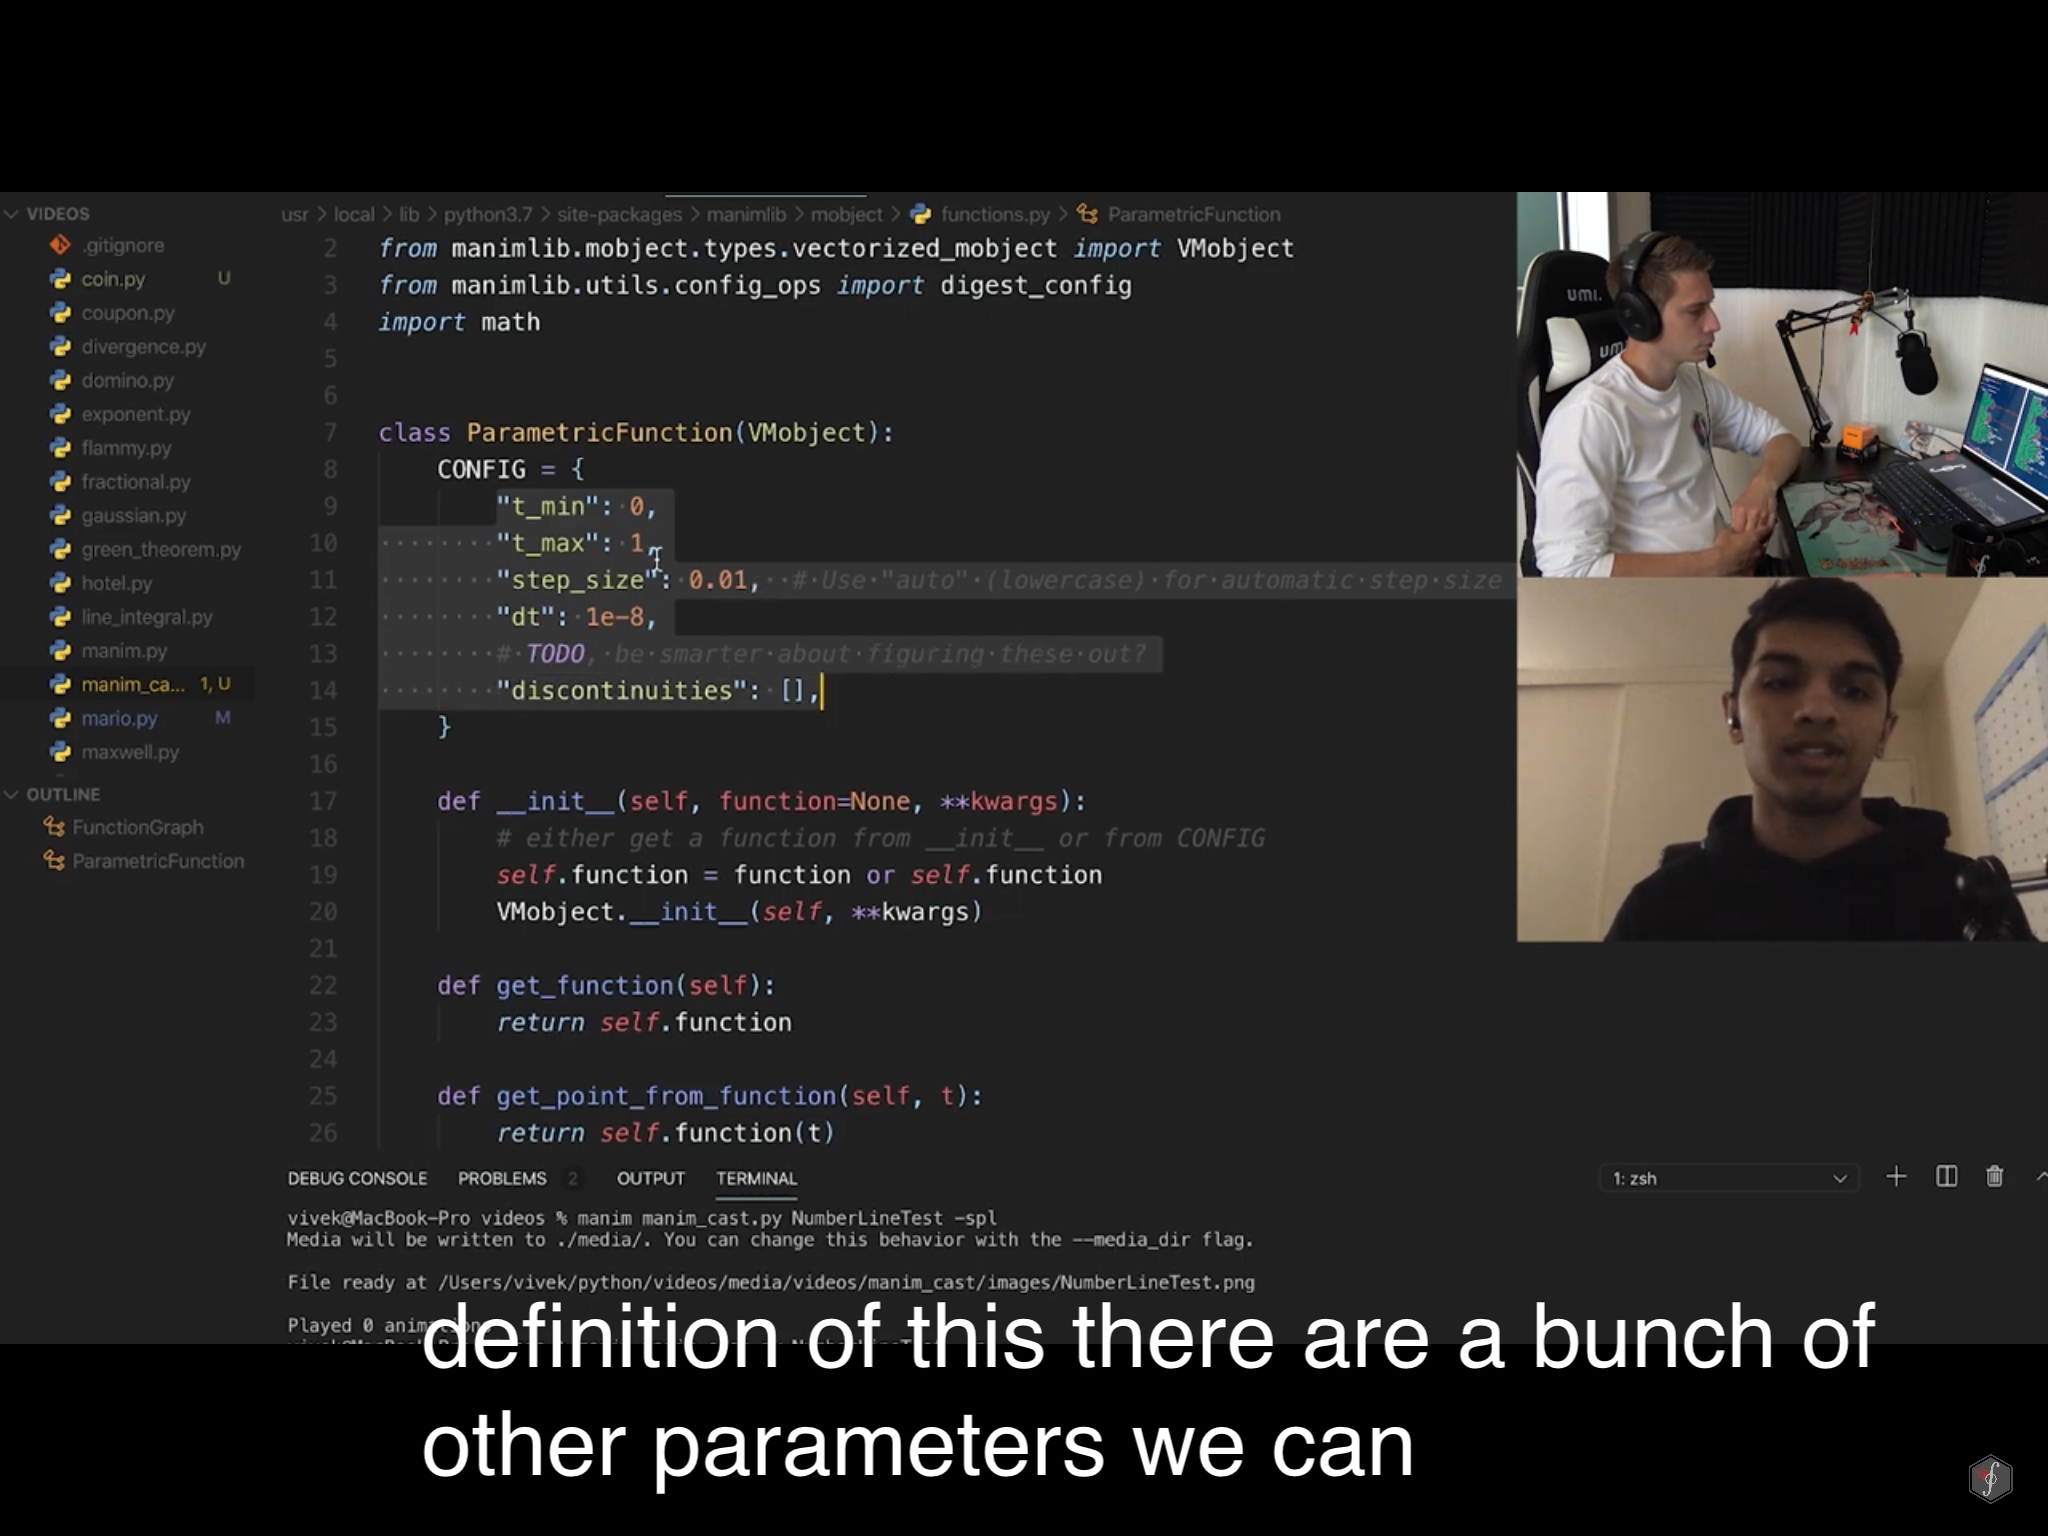 VIDEOS
.gitignore
coin.py U
coupon.py
divergence.py
domino.py
exponent.py
flammy.py
fractional.py
gaussian.py
green_theorem.py
hotel.py
line_integral.py
manim.py
manim_ca... 1, U
mario.py M
maxwell.py
OUTLINE
FunctionGraph
ParametricFunction
usr > local > lib > python3.7 > site-packages > manimlib > mobject > functions.py > ParametricFunction
2 from manimlib.mobject.types.vectorized_mobject import VMobject
3 from manimlib.utils.config_ops import digest_config
4 import math
5
6
7 class ParametricFunction(VMobject):
8 CONFIG = {
9 "t_min": 0,
10 "t_max": 1,
11 "step_size": 0.01, # Use "auto" (lowercase) for automatic step size
12 "dt": 1e-8,
13 # TODO, be smarter about figuring these out?
14 "discontinuities": [],
15 }
16
17 def __init__(self, function=None, **kwargs):
18 # either get a function from __init__ or from CONFIG
19 self.function = function or self.function
20 VMobject.__init__(self, **kwargs)
21
22 def get_function(self):
23 return self.function
24
25 def get_point_from_function(self, t):
26 return self.function(t)
umi.
DEBUG CONSOLE PROBLEMS 2 OUTPUT TERMINAL 1: zsh
vivek@MacBook-Pro videos % manim manim_cast.py NumberLineTest -spl
Media will be written to ./media/. You can change this behavior with the --media_dir flag.
File ready at /Users/vivek/python/videos/media/videos/manim_cast/images/NumberLineTest.png
Played 0 animations
definition of this there are a bunch of
other parameters we can